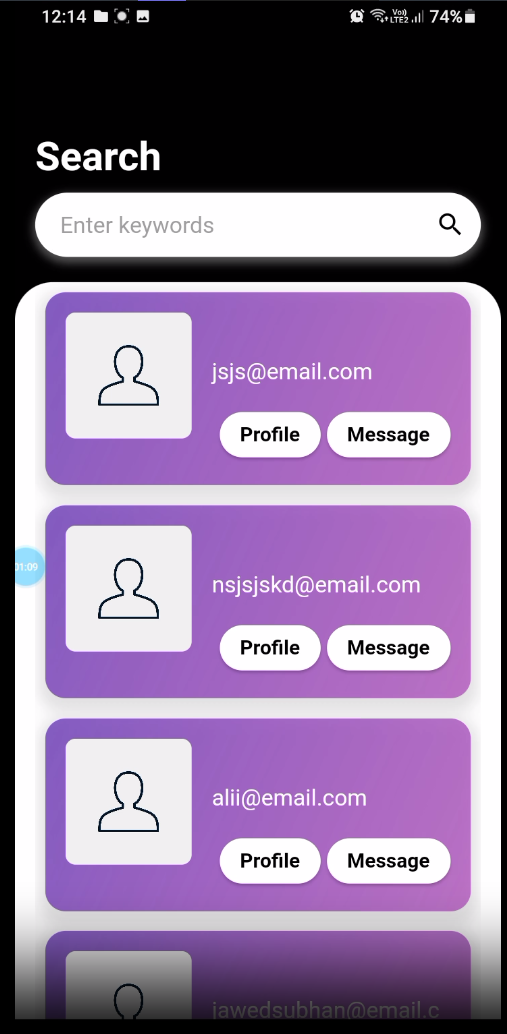 12:14 Vo)) LTE2 74%
Search
Enter keywords
jsjs@email.com
Profile Message
01:09
nsjsjskd@email.com
Profile Message
alii@email.com
Profile Message
jawedsubhan@email.c